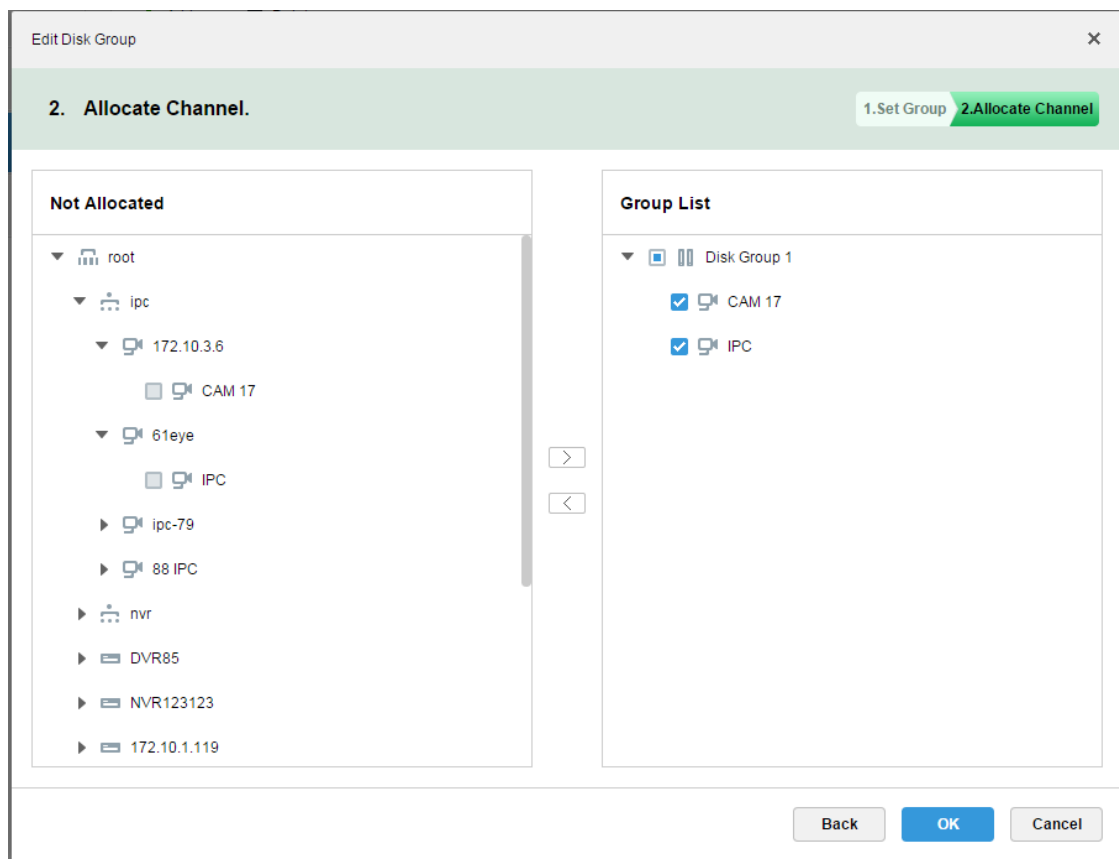 Edit Disk Group
2. Allocate Channel.
1.Set Group 2.Allocate Channel
Not Allocated
root
ipc
172.10.3.6
CAM 17
61eye
IPC
ipc-79
88 IPC
nvr
DVR85
NVR123123
172.10.1.119
Group List
Disk Group 1
CAM 17
IPC
Back OK Cancel